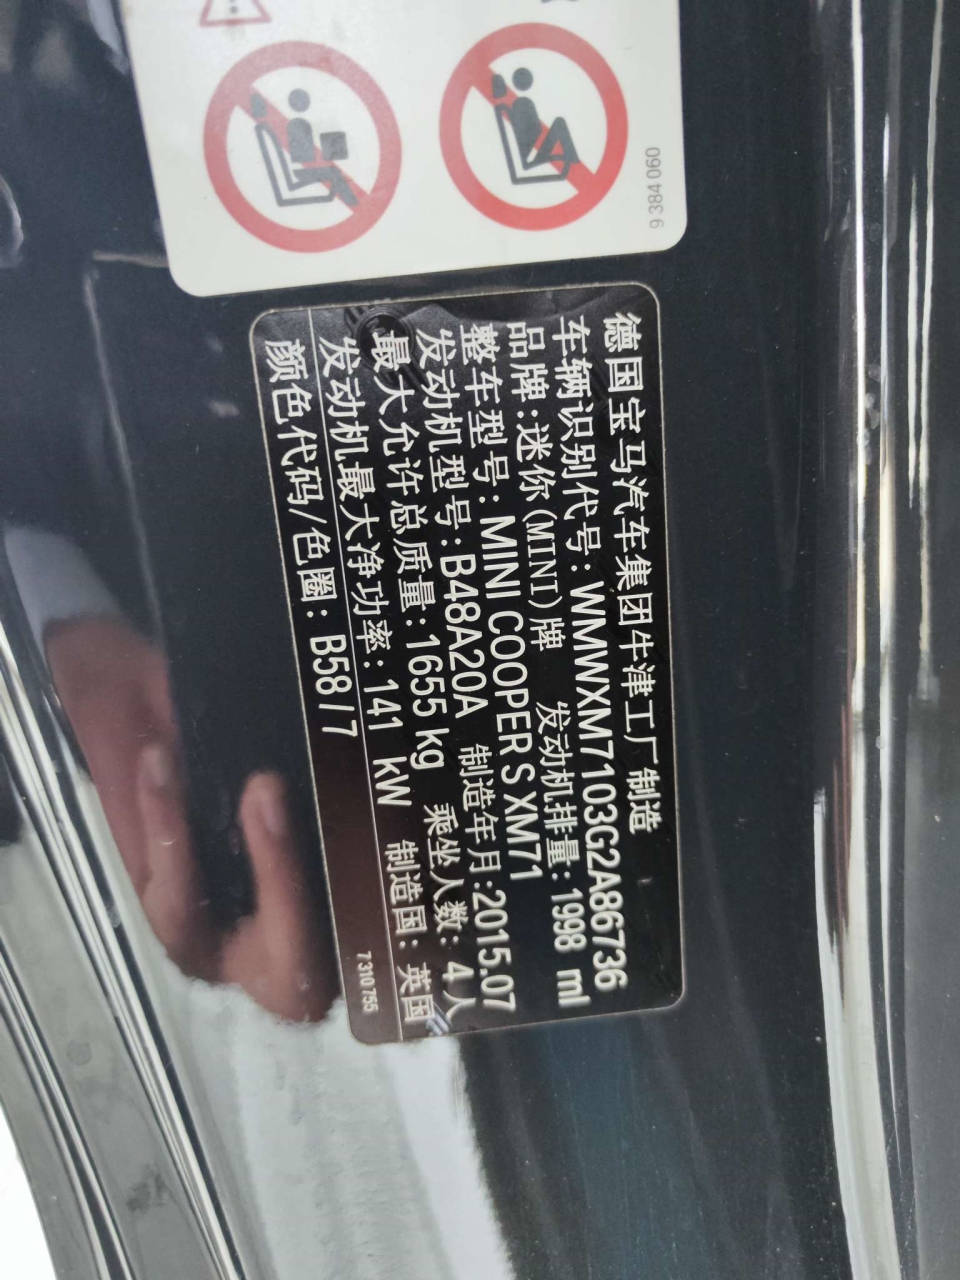 9 384 060
德国宝马汽车集团牛津工厂制造
车辆识别代号: WMWXM7103G2A86736
品牌:迷你(MINI)牌 发动机排量: 1998 ml
整车型号: MINI COOPER S XM71
发动机型号: B48A20A 制造年月:2015.07
最大允许总质量: 1655 kg 乘坐人数: 4人
发动机最大净功率: 141 kW 制造国: 英国
颜色代码/色圈: B58/7
7 310 755